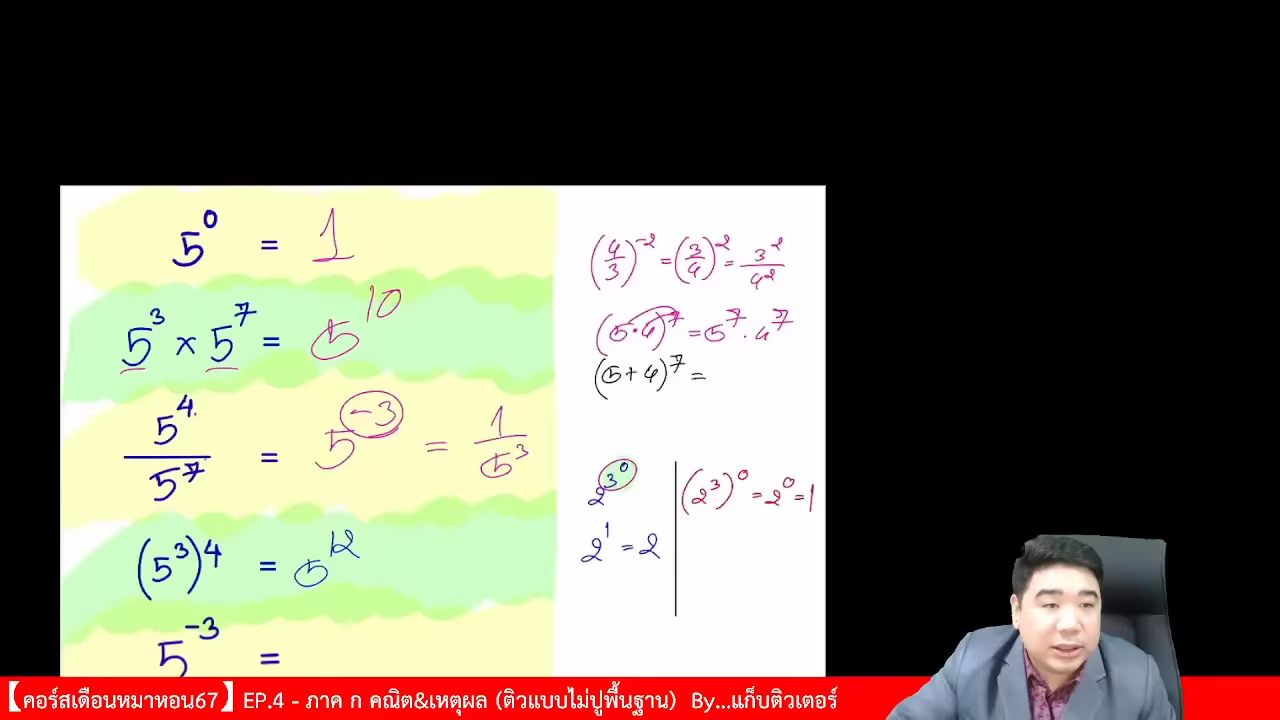 5⁰ = 1
5³ × 5⁷ = 5¹⁰
5⁴/5⁷ = 5⁻³ = 1/5³
(5³)⁴ = 5¹²
5⁻³ =
(4/3)⁻² = (3/4)⁻² = 3²/4²
(5·4)⁷ = 5⁷·4⁷
(5+4)⁷ =
2^3^0
2¹ = 2
(2³)⁰ = 2⁰ = 1
【คอร์สเดือนหมาหอน67】 EP.4 - ภาค ก คณิต&เหตุผล (ติวแบบไม่ปูพื้นฐาน) By...แก็บติวเตอร์